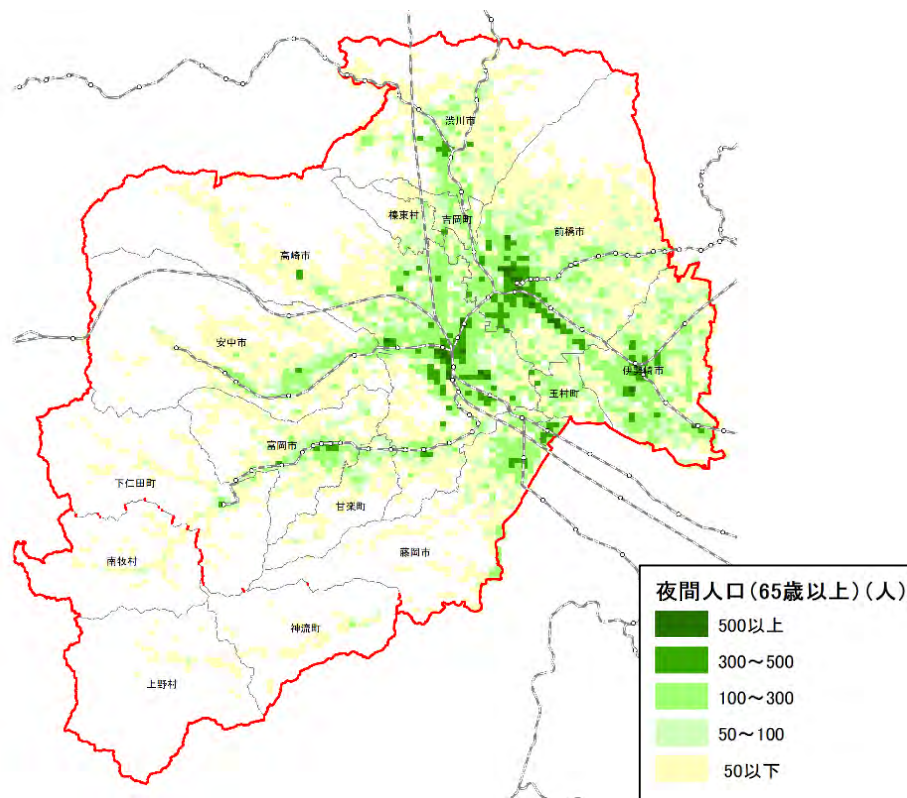 渋川市
榛東村
吉岡町
前橋市
高崎市
安中市
伊勢崎市
玉村町
富岡市
下仁田町
甘楽町
南牧村
藤岡市
神流町
上野村
夜間人口(65歳以上)(人)
500以上
300～500
100～300
50～100
50以下